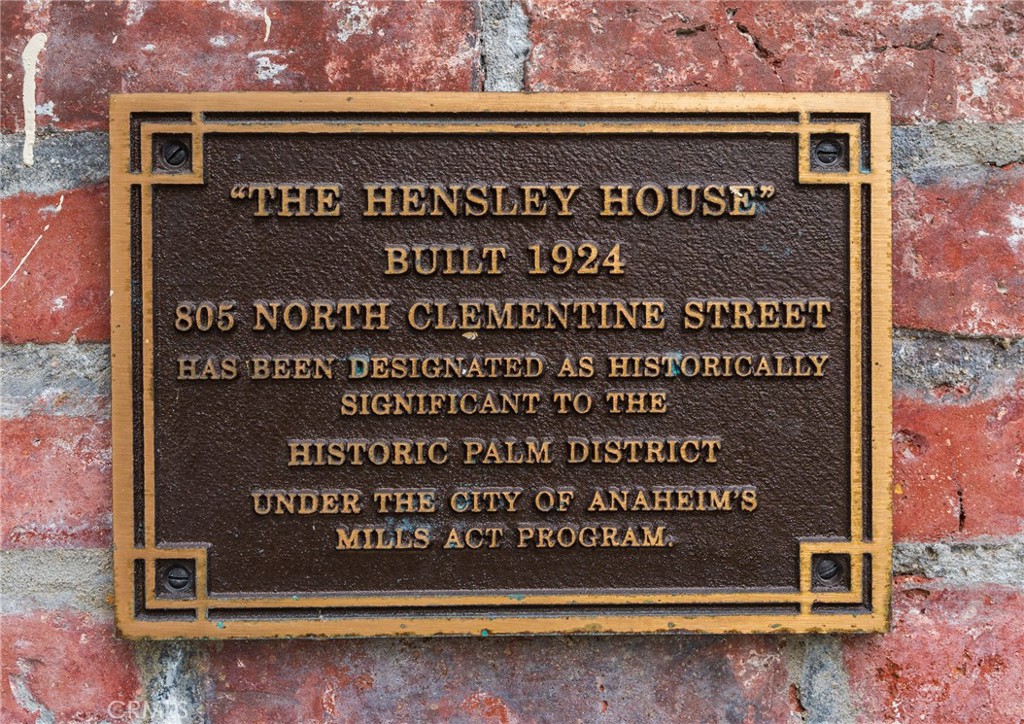 “THE HENSLEY HOUSE”
BUILT 1924
805 NORTH CLEMENTINE STREET
HAS BEEN DESIGNATED AS HISTORICALLY
SIGNIFICANT TO THE
HISTORIC PALM DISTRICT
UNDER THE CITY OF ANAHEIM'S
MILLS ACT PROGRAM.
CRMLS